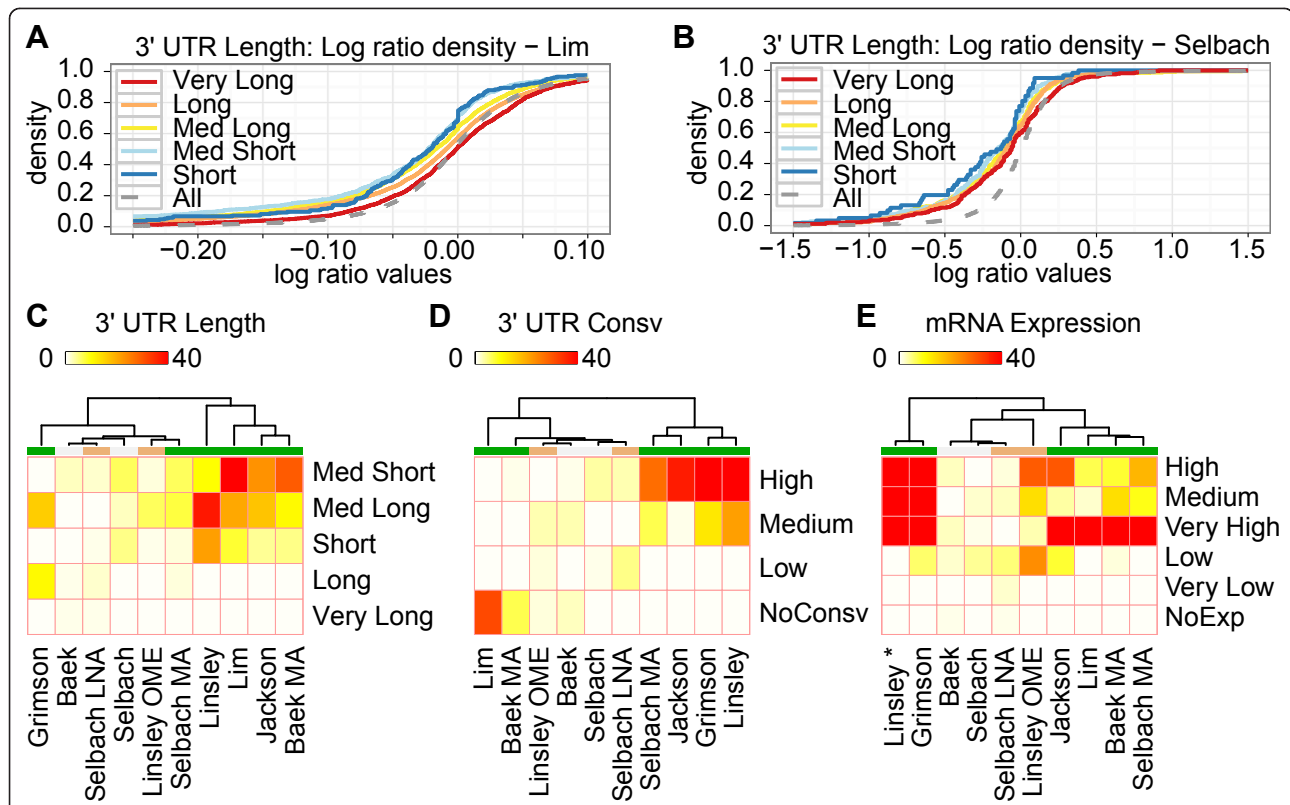 A
3' UTR Length: Log ratio density − Lim
1.0
0.8
0.6
0.4
0.2
0.0
density
Very Long
Long
Med Long
Med Short
Short
All
−0.20
−0.10
0.00
0.10
log ratio values
B
3' UTR Length: Log ratio density − Selbach
1.0
0.8
0.6
0.4
0.2
0.0
density
Very Long
Long
Med Long
Med Short
Short
All
−1.5
−1.0
−0.5
0.0
0.5
1.0
1.5
log ratio values
C
3' UTR Length
0
40
Med Short
Med Long
Short
Long
Very Long
Grimson
Baek
Selbach LNA
Selbach
Linsley OME
Selbach MA
Linsley
Lim
Jackson
Baek MA
D
3' UTR Consv
0
40
High
Medium
Low
NoConsv
Lim
Baek MA
Linsley OME
Baek
Selbach
Selbach LNA
Selbach MA
Jackson
Grimson
Linsley
E
mRNA Expression
0
40
High
Medium
Very High
Low
Very Low
NoExp
Linsley *
Grimson
Baek
Selbach
Selbach LNA
Linsley OME
Jackson
Lim
Baek MA
Selbach MA